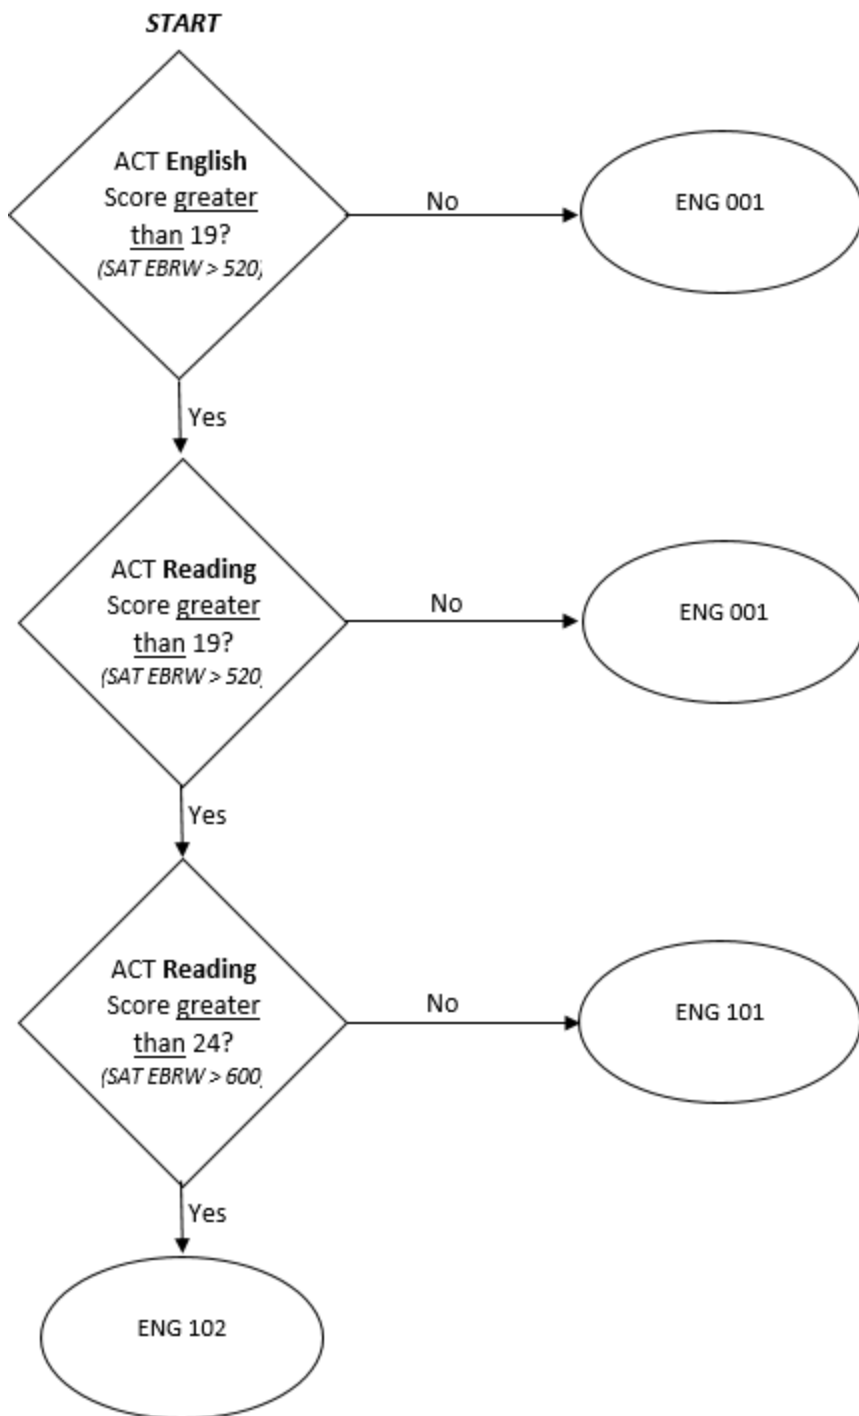 START
ACT English
Score greater
than 19?
(SAT EBRW > 520)
No
ENG 001
Yes
ACT Reading
Score greater
than 19?
(SAT EBRW > 520)
No
ENG 001
Yes
ACT Reading
Score greater
than 24?
(SAT EBRW > 600)
No
ENG 101
Yes
ENG 102